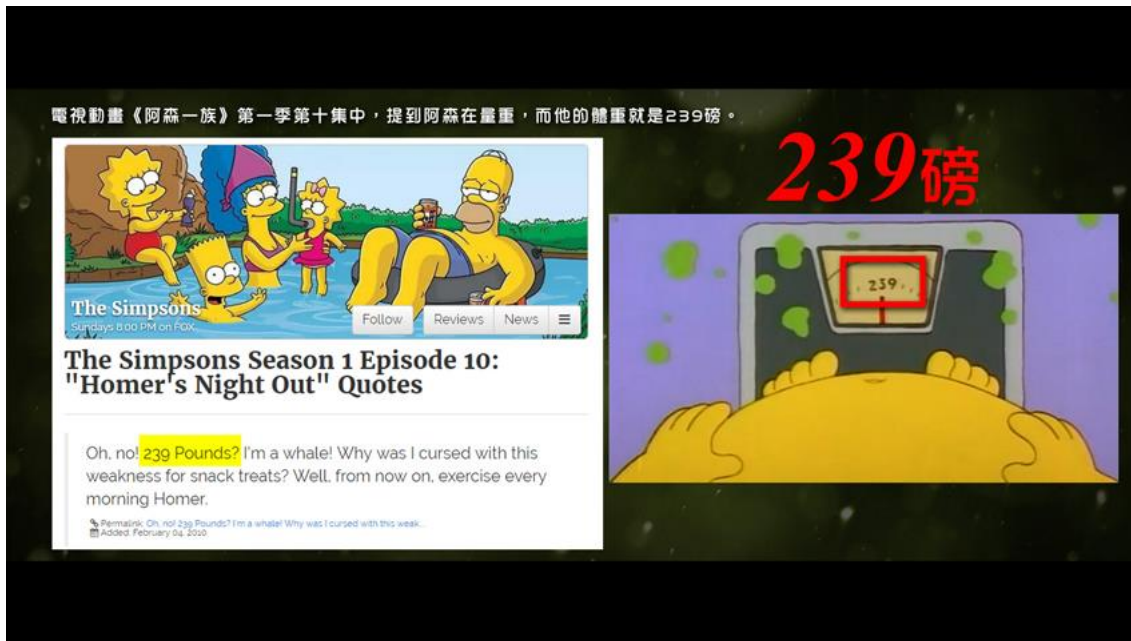 電視動畫《阿森一族》第一季第十集中，提到阿森在量重，而他的體重就是239磅。
239磅
239
The Simpsons
Sundays 8:00 PM on FOX
Follow
Reviews
News
The Simpsons Season 1 Episode 10:
"Homer's Night Out" Quotes
Oh, no! 239 Pounds? I'm a whale! Why was I cursed with this
weakness for snack treats? Well, from now on, exercise every
morning Homer.
Permalink: Oh, no! 239 Pounds? I'm a whale! Why was I cursed with this weak...
Added: February 04, 2010